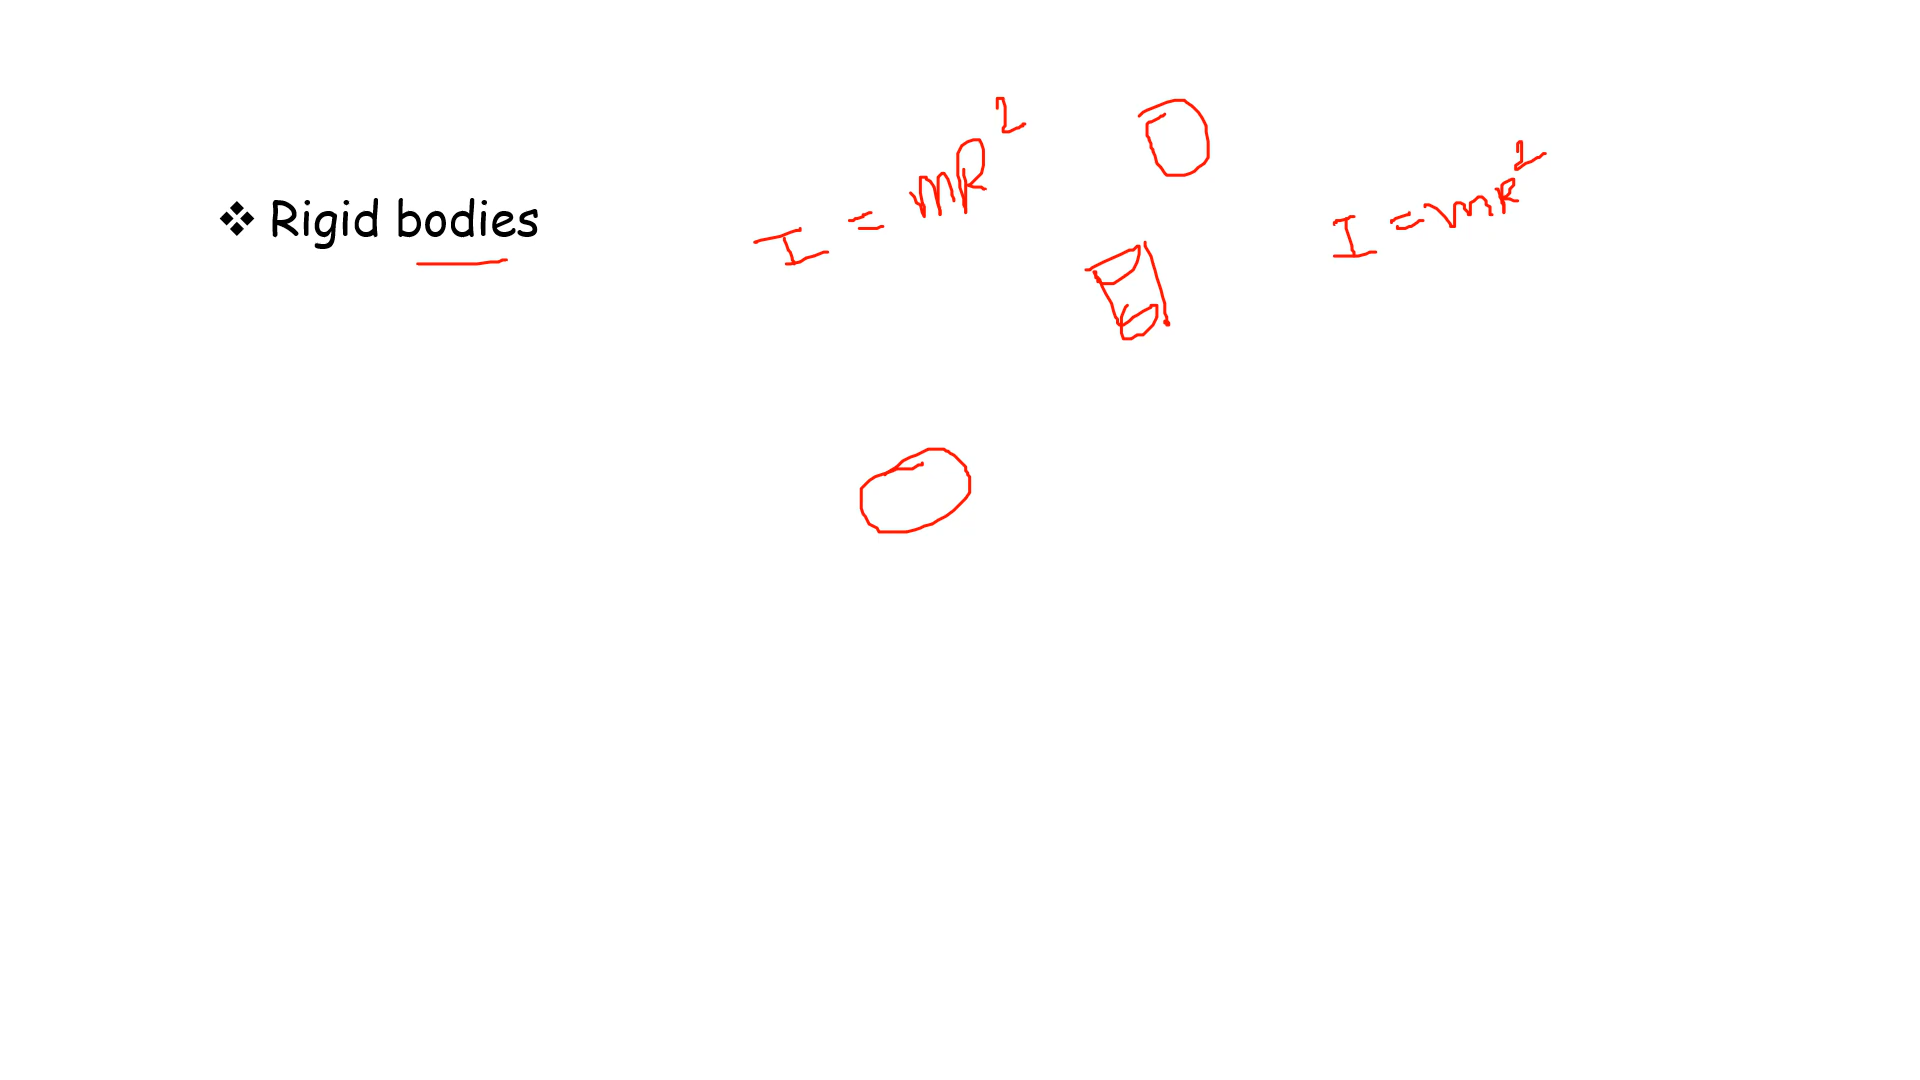 ❖ Rigid bodies
I = mR²
I = mR²